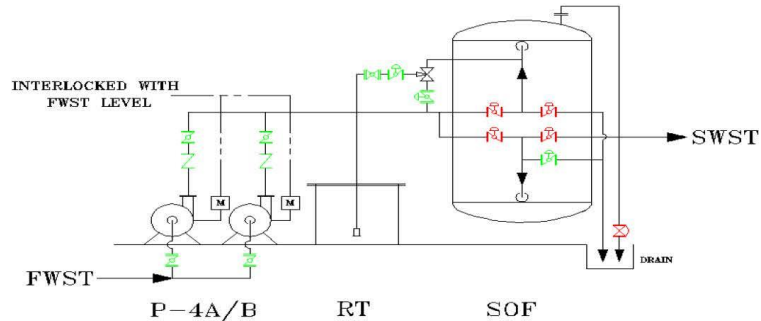 INTERLOCKED WITH
FWST LEVEL
SWST
M
M
DRAIN
FWST
P-4A/B
RT
SOF